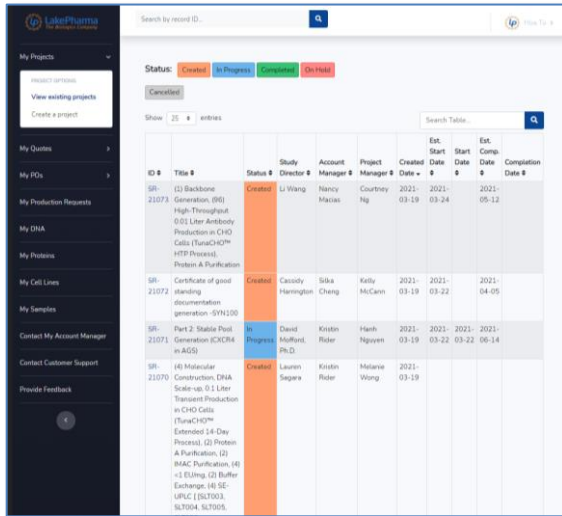 LakePharma
The Biologics Company
Search by record ID...
How To
My Projects
PROJECT OPTIONS
View existing projects
Create a project
My Quotes
My POs
My Production Requests
My DNA
My Proteins
My Cell Lines
My Samples
Contact My Account Manager
Contact Customer Support
Provide Feedback
Status: Created In Progress Completed On Hold
Cancelled
Show 25 entries
Search Table...
ID Title Status Study Director Account Manager Project Manager Created Date Est. Start Date Start Date Est. Comp. Date Completion Date
SR-21073 (1) Backbone Created Li Wang Nancy Macias Courtney Ng 2021-03-19 2021-03-24 2021-05-12
Generation, (96)
High-Throughput
0.01 Liter Antibody
Production in CHO
Cells (TunaCHO™
HTP Process),
Protein A Purification
SR-21072 Certificate of good Created Cassidy Harrington Silka Cheng Kelly McCann 2021-03-19 2021-03-22 2021-04-05
standing
documentation
generation -SYN100
SR-21071 Part 2: Stable Pool In Progress David Mofford, Ph.D. Kristin Rider Hanh Nguyen 2021-03-19 2021-03-22 2021-03-22 2021-06-14
Generation (CXCR4
in AGS)
SR-21070 (4) Molecular Created Lauren Sagara Kristin Rider Melanie Wong 2021-03-19
Construction, DNA
Scale-up, 0.1 Liter
Transient Production
in CHO Cells
(TunaCHO™
Extended 14-Day
Process), (2) Protein
A Purification, (2)
IMAC Purification, (4)
<1 EU/mg, (2) Buffer
Exchange, (4) SE-
UPLC | [SLT003,
SLT004, SLT005,